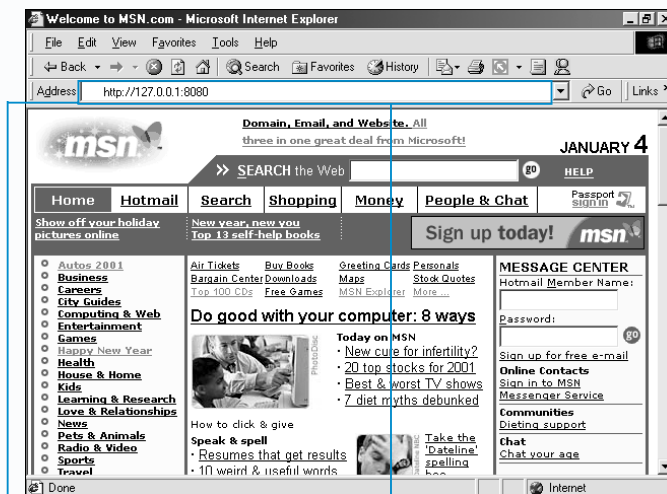 Welcome to MSN.com - Microsoft Internet Explorer
File Edit View Favorites Tools Help
Back Search Favorites History
Address http://127.0.0.1:8080 Go Links
msn
Domain, Email, and Website. All
three in one great deal from Microsoft!
JANUARY 4
>> SEARCH the Web go HELP
Home Hotmail Search Shopping Money People & Chat Passport sign in
Show off your holiday
pictures online
New year, new you
Top 13 self-help books
Sign up today! msn
Autos 2001
Business
Careers
City Guides
Computing & Web
Entertainment
Games
Happy New Year
Health
House & Home
Kids
Learning & Research
Love & Relationships
News
Pets & Animals
Radio & Video
Sports
Travel
Air Tickets Buy Books Greeting Cards Personals
Bargain Center Downloads Maps Stock Quotes
Top 100 CDs Free Games MSN Explorer More ...
Do good with your computer: 8 ways
PhotoDisc
Today on MSN
· New cure for infertility?
· 20 top stocks for 2001
· Best & worst TV shows
· 7 diet myths debunked
How to click & give
Speak & spell
· Resumes that get results
· 10 weird & useful words
Dateline NBC
Take the
'Dateline'
spelling
bee
MESSAGE CENTER
Hotmail Member Name:
Password:
go
Sign up for free e-mail
Online Contacts
Sign in to MSN
Messenger Service
Communities
Dieting support
Chat
Chat your age
Done Internet